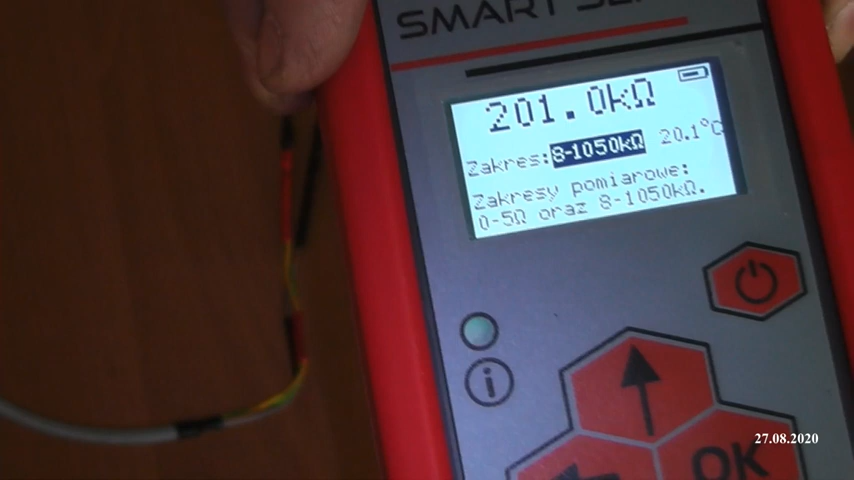 SMART
201.0kΩ
Zakres:8-1050kΩ 20.1°C
Zakresy pomiarowe:
0-5Ω oraz 8-1050kΩ.
i
OK
27.08.2020